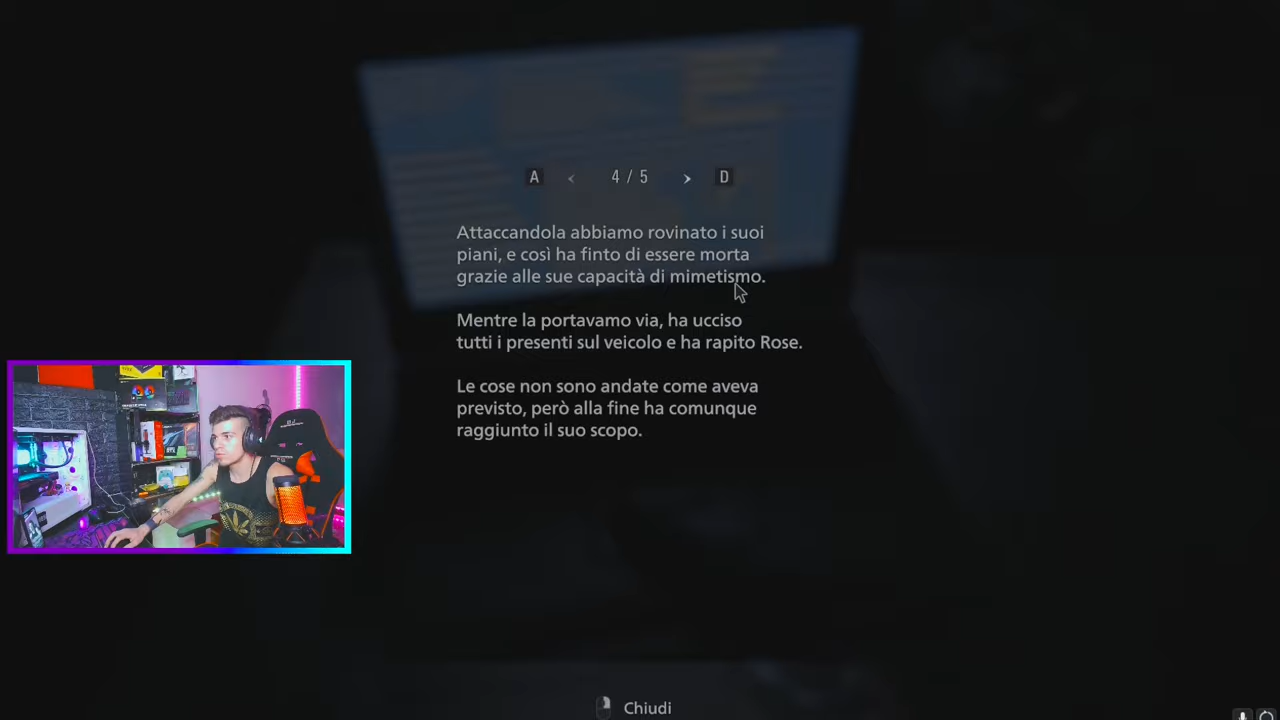 A < 4 / 5 > D
Attaccandola abbiamo rovinato i suoi
piani, e così ha finto di essere morta
grazie alle sue capacità di mimetismo.
Mentre la portavamo via, ha ucciso
tutti i presenti sul veicolo e ha rapito Rose.
Le cose non sono andate come aveva
previsto, però alla fine ha comunque
raggiunto il suo scopo.
Chiudi